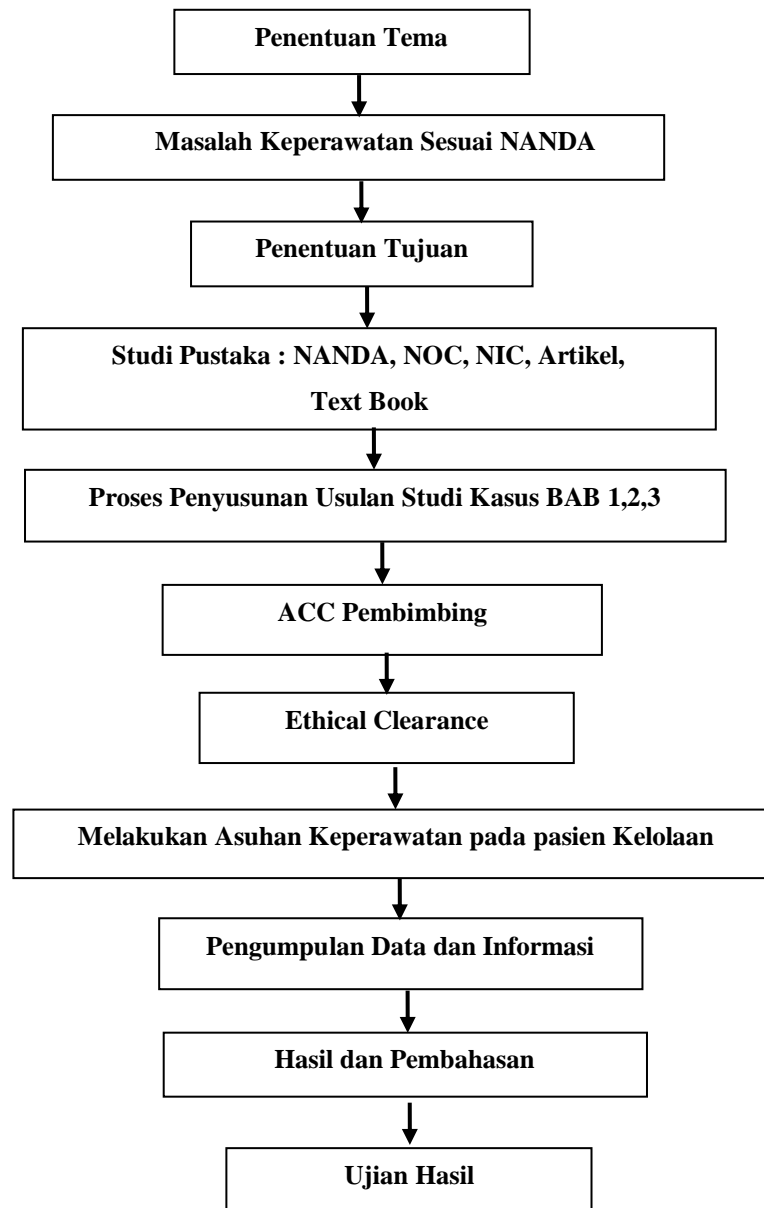 Penentuan Tema
Masalah Keperawatan Sesuai NANDA
Penentuan Tujuan
Studi Pustaka : NANDA, NOC, NIC, Artikel,
Text Book
Proses Penyusunan Usulan Studi Kasus BAB 1,2,3
ACC Pembimbing
Ethical Clearance
Melakukan Asuhan Keperawatan pada pasien Kelolaan
Pengumpulan Data dan Informasi
Hasil dan Pembahasan
Ujian Hasil